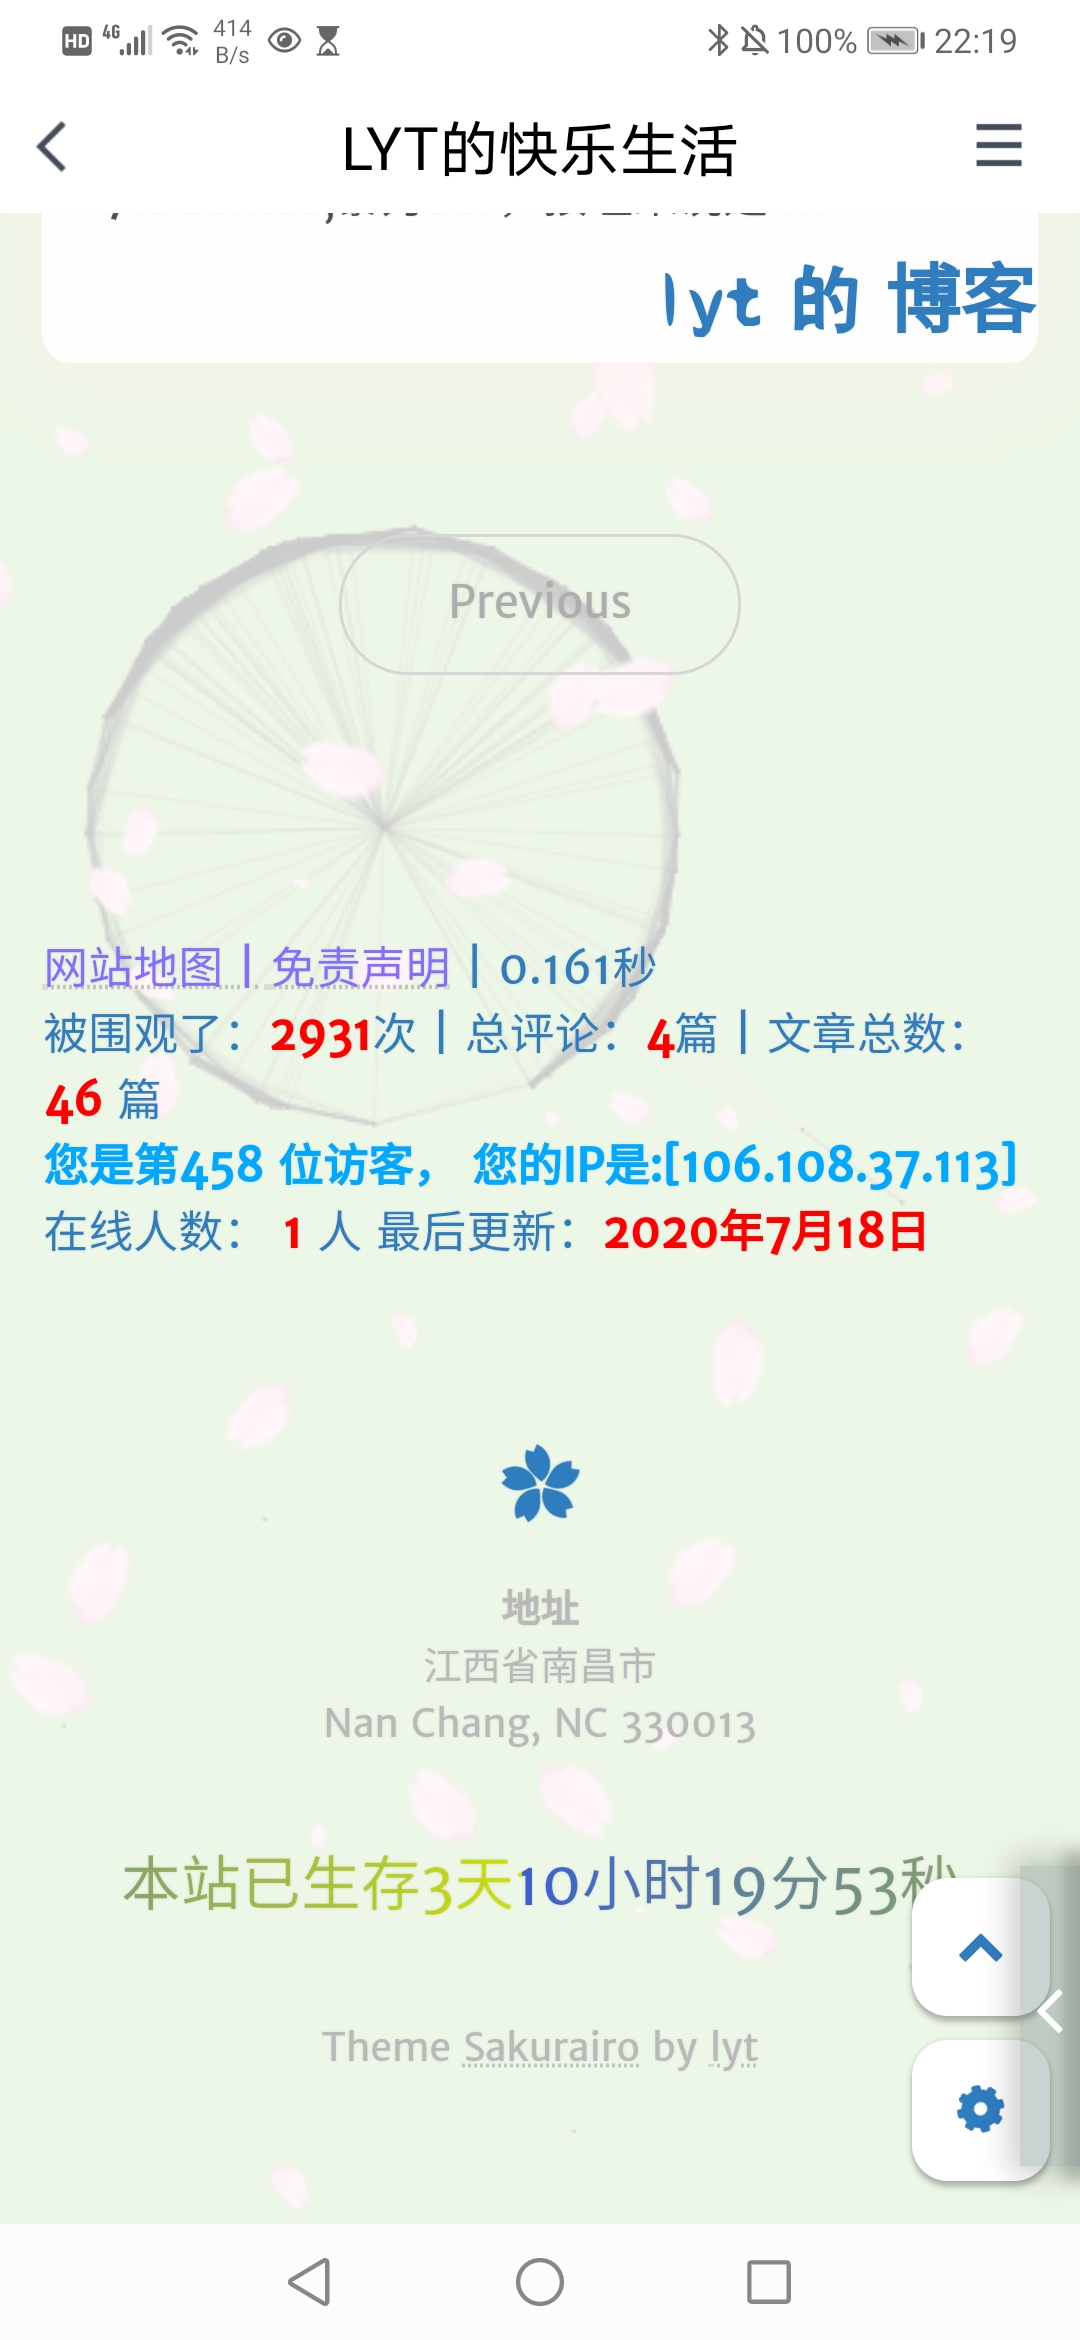 HD 4G 414 B/s 100% 22:19
LYT的快乐生活
lyt 的 博客
Previous
网站地图 | 免责声明 | 0.161秒
被围观了：2931次 | 总评论：4篇 | 文章总数：
46 篇
您是第458 位访客， 您的IP是:[106.108.37.113]
在线人数： 1 人 最后更新：2020年7月18日
地址
江西省南昌市
Nan Chang, NC 330013
本站已生存3天10小时19分53秒
Theme Sakurairo by lyt